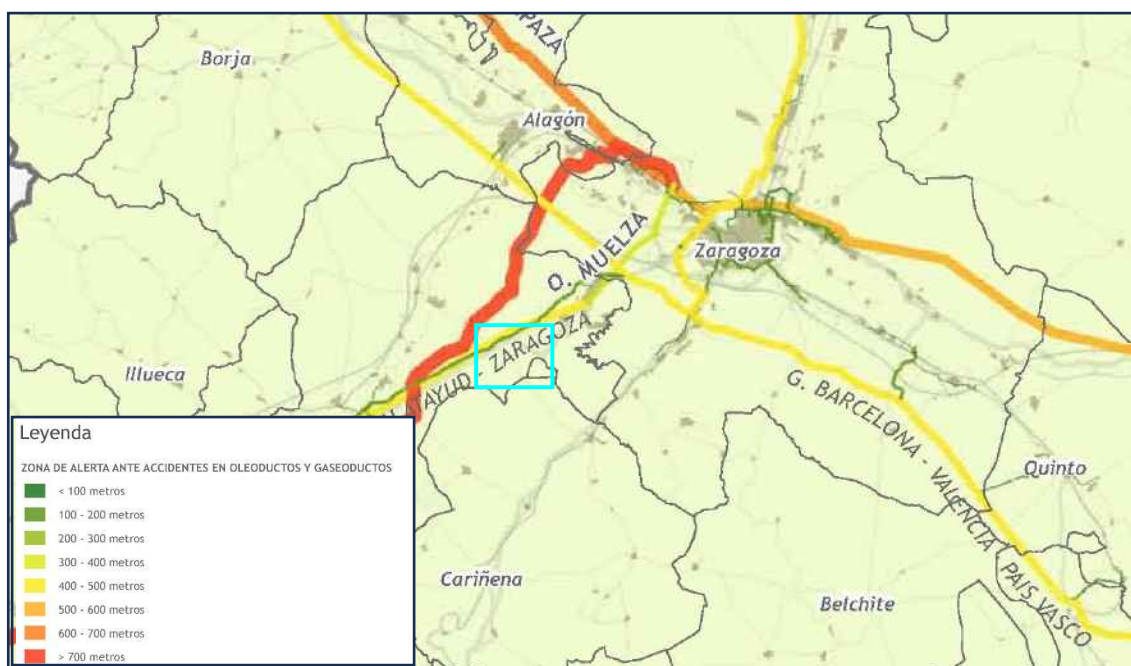 PAZA
Borja
Alagón
O. MUELZA
Zaragoza
ATAYUD - ZARAGOZA
Illueca
G. BARCELONA - VALENCIA - PAIS VASCO
Quinto
Cariñena
Belchite
Leyenda
ZONA DE ALERTA ANTE ACCIDENTES EN OLEODUCTOS Y GASEODUCTOS
< 100 metros
100 - 200 metros
200 - 300 metros
300 - 400 metros
400 - 500 metros
500 - 600 metros
600 - 700 metros
> 700 metros